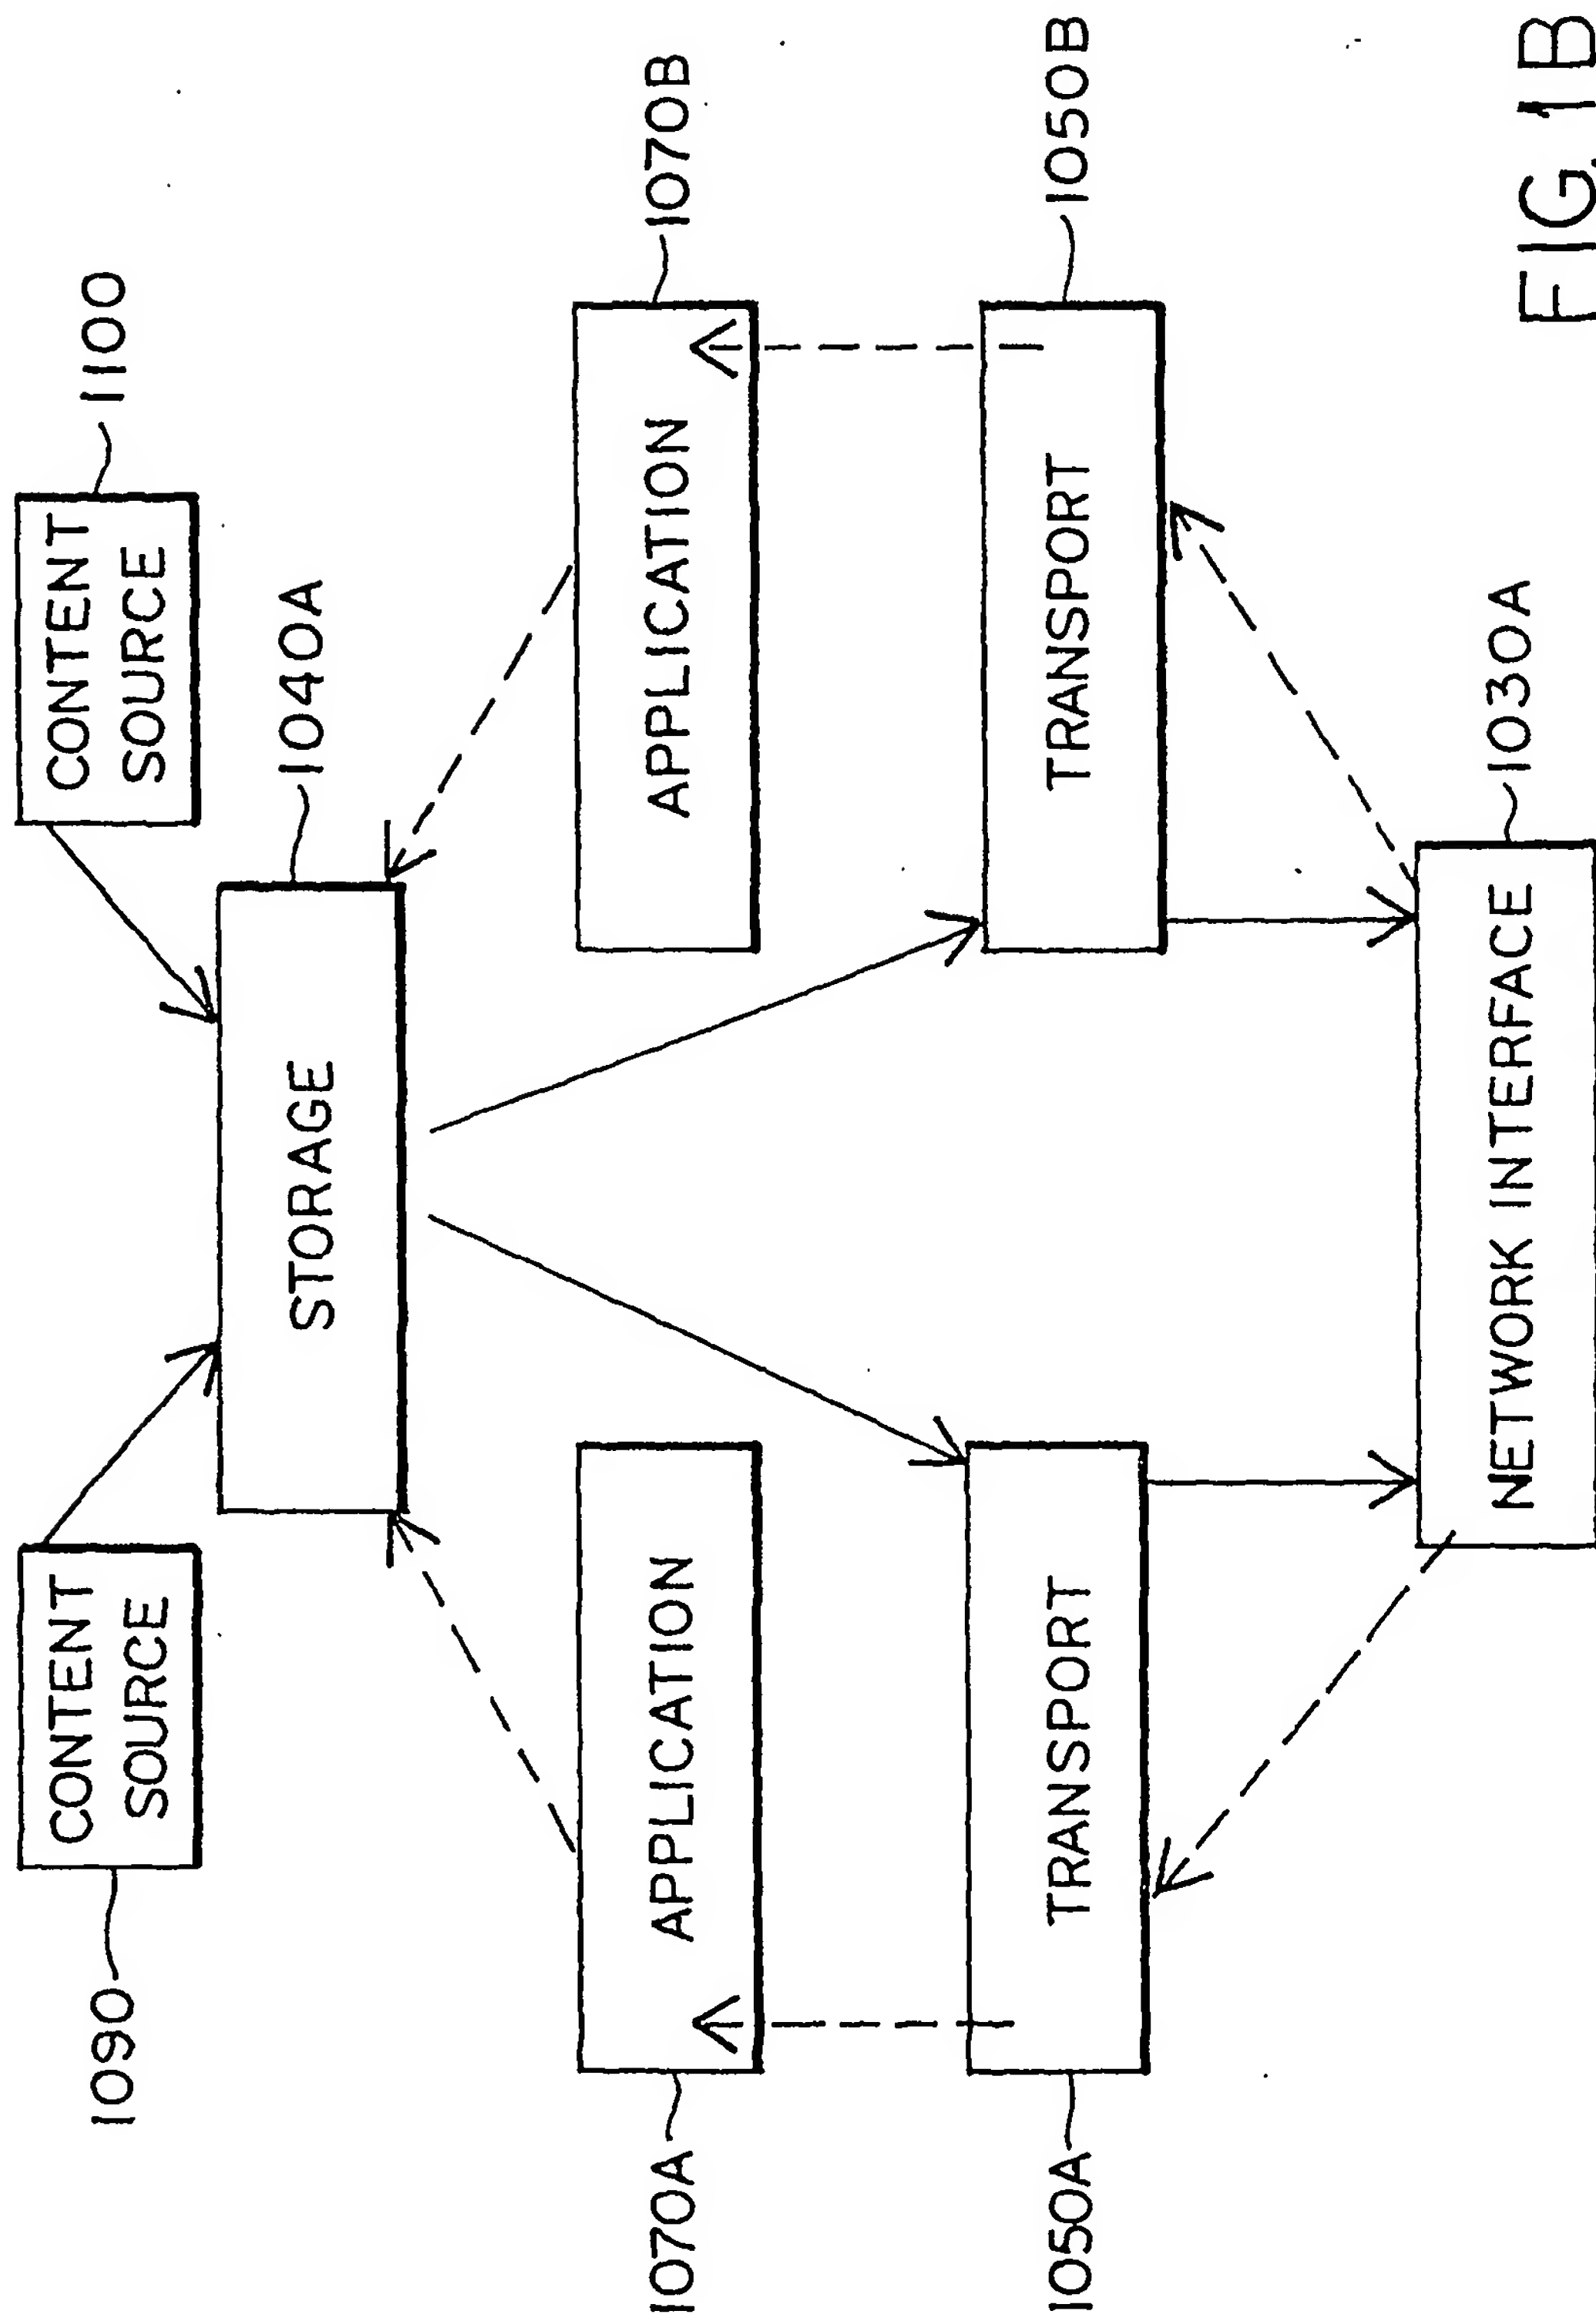 1090
CONTENT
SOURCE
CONTENT
SOURCE
1100
STORAGE
1040A
1070A
APPLICATION
APPLICATION
1070B
1050A
TRANSPORT
TRANSPORT
1050B
NETWORK INTERFACE
1030A
FIG. 1B